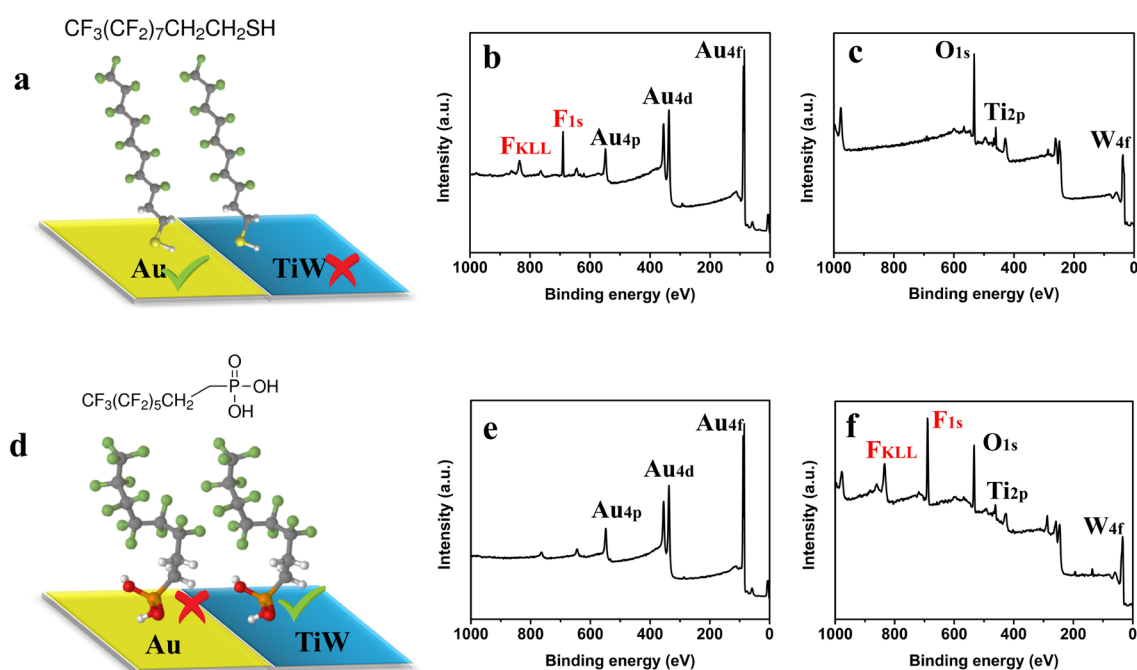 CF3(CF2)7CH2CH2SH
a
Au
TiW
b
Au4f
Au4d
F1s
Au4p
FKLL
Intensity (a.u.)
1000 800 600 400 200 0
Binding energy (eV)
c
O1s
Ti2p
W4f
Intensity (a.u.)
1000 800 600 400 200 0
Binding energy (eV)
d
O
P OH
OH
CF3(CF2)5CH2
Au
TiW
e
Au4f
Au4d
Au4p
Intensity (a.u.)
1000 800 600 400 200 0
Binding energy (eV)
f
F1s
O1s
FKLL
Ti2p
W4f
Intensity (a.u.)
1000 800 600 400 200 0
Binding energy (eV)